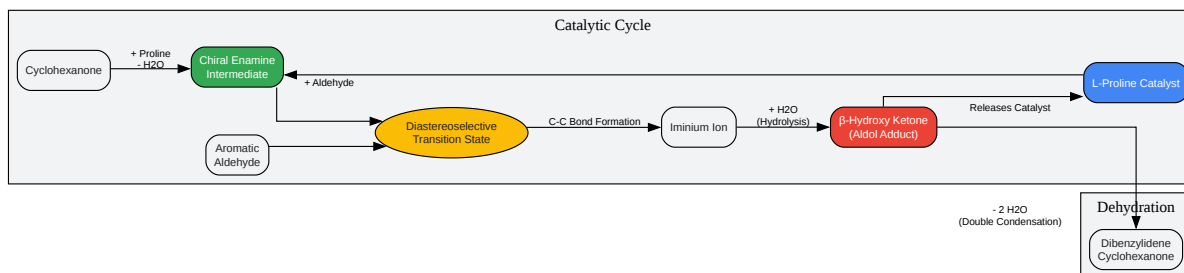 Catalytic Cycle
Cyclohexanone
+ Proline
- H2O
Chiral Enamine
Intermediate
+ Aldehyde
Aromatic
Aldehyde
Diastereoselective
Transition State
C-C Bond Formation
Iminium Ion
+ H2O
(Hydrolysis)
β-Hydroxy Ketone
(Aldol Adduct)
Releases Catalyst
L-Proline Catalyst
- 2 H2O
(Double Condensation)
Dehydration
Dibenzylidene
Cyclohexanone